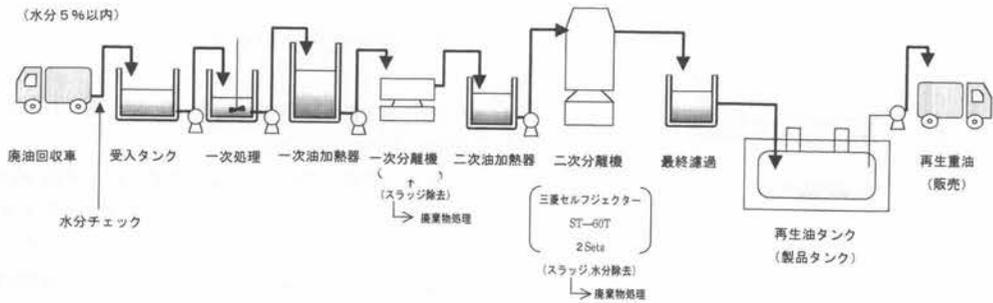 (水分5%以内)
廃油回収車
受入タンク
一次処理
一次油加熱器
一次分離機
二次油加熱器
二次分離機
最終濾過
再生重油
(販売)
水分チェック
(スラッジ除去)
廃棄物処理
三菱セルフジェクター
ST—60T
2Sets
(スラッジ,水分除去)
廃棄物処理
再生油タンク
(製品タンク)